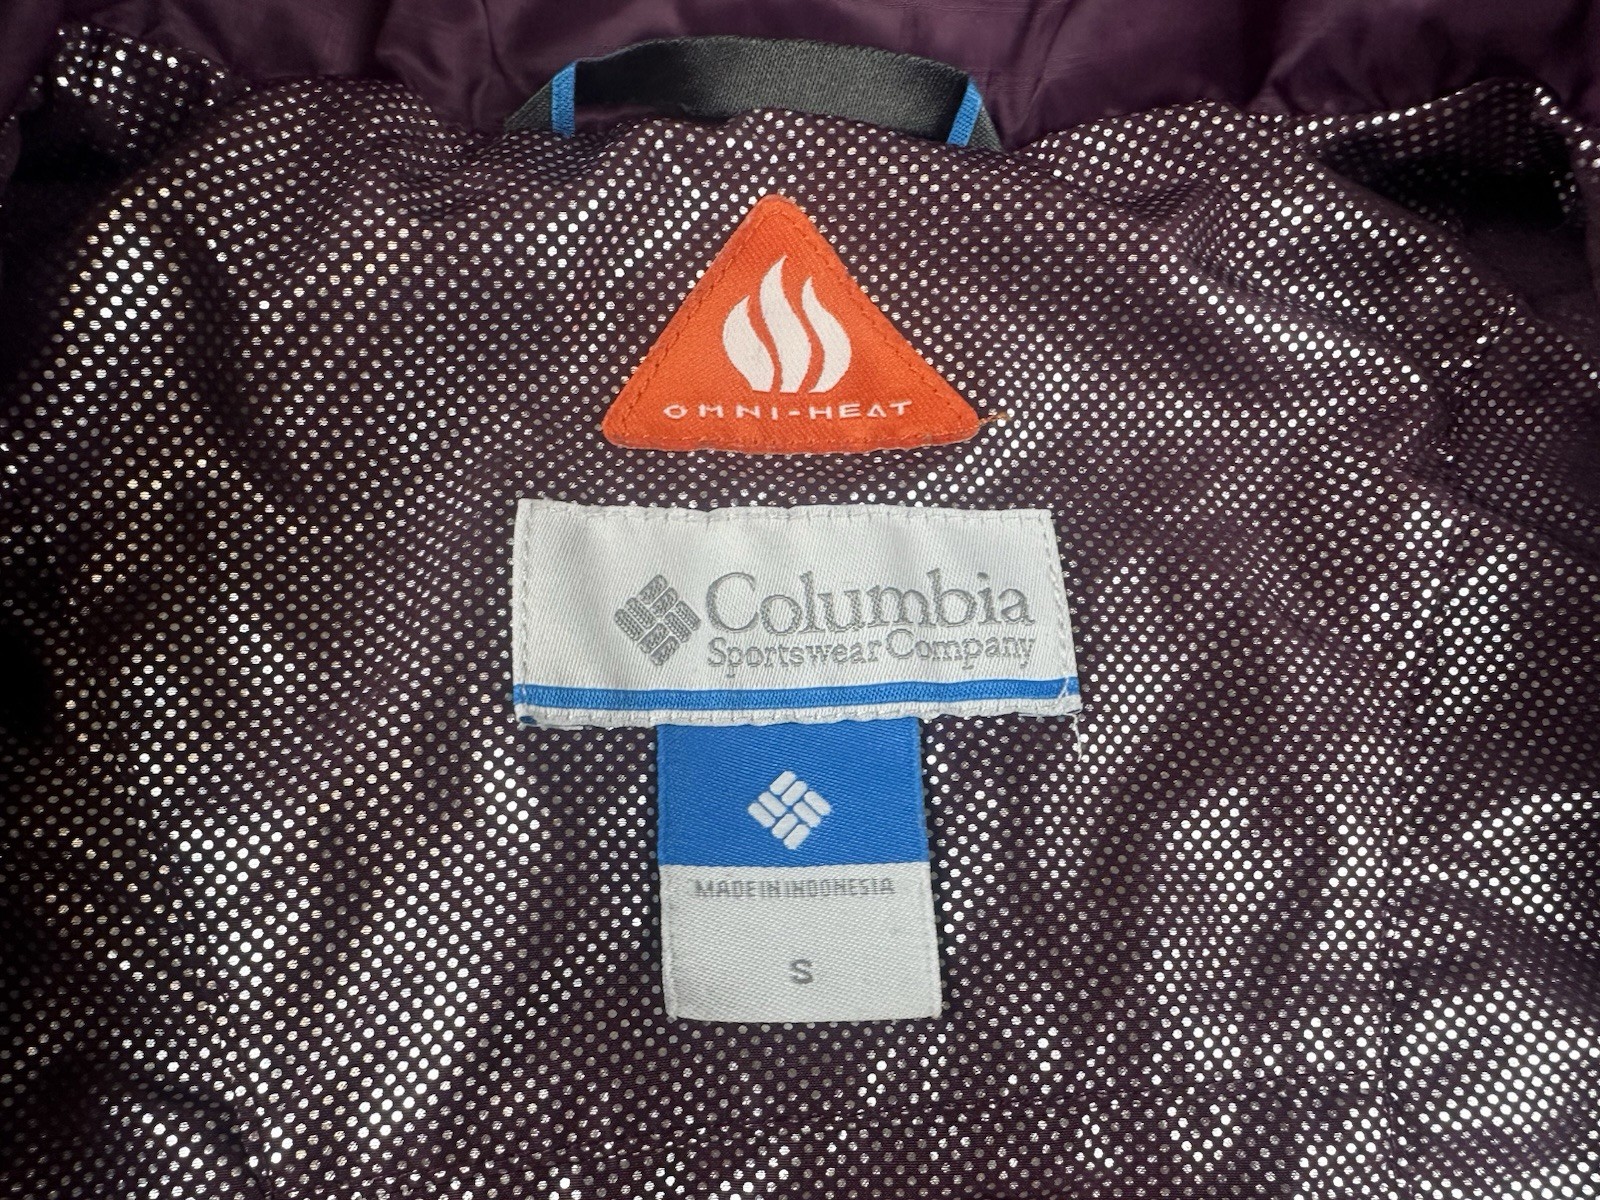 OMNI-HEAT
Columbia
Sportswear Company
MADE IN INDONESIA
S